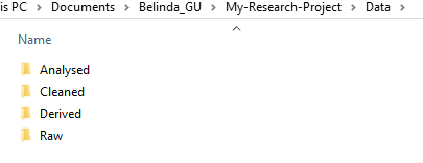 is PC > Documents > Belinda_GU > My-Research-Project > Data >
Name
Analysed
Cleaned
Derived
Raw